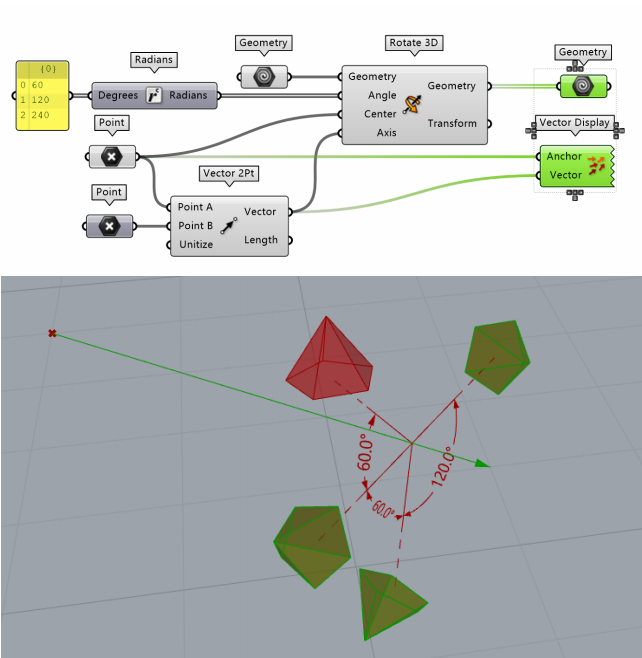 Geometry
Rotate 3D
Radians
Geometry
{0}
0 60
1 120
2 240
Degrees
Radians
Geometry
Angle
Center
Axis
Geometry
Transform
Point
Vector Display
Anchor
Vector
Vector 2Pt
Point
Point A
Point B
Unitize
Vector
Length
60.0°
120.0°
60.0°